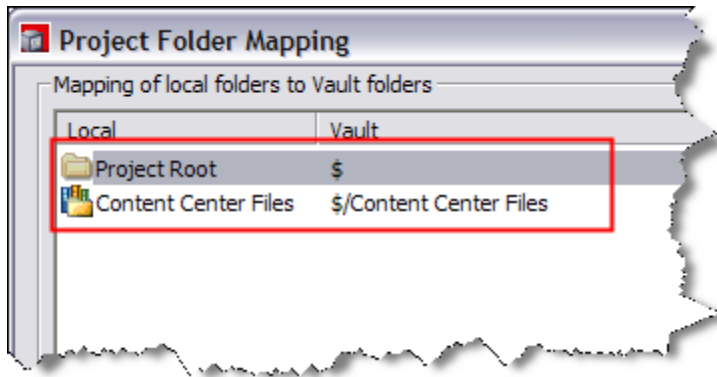 Project Folder Mapping
Mapping of local folders to Vault folders
Local Vault
Project Root $
Content Center Files $/Content Center Files